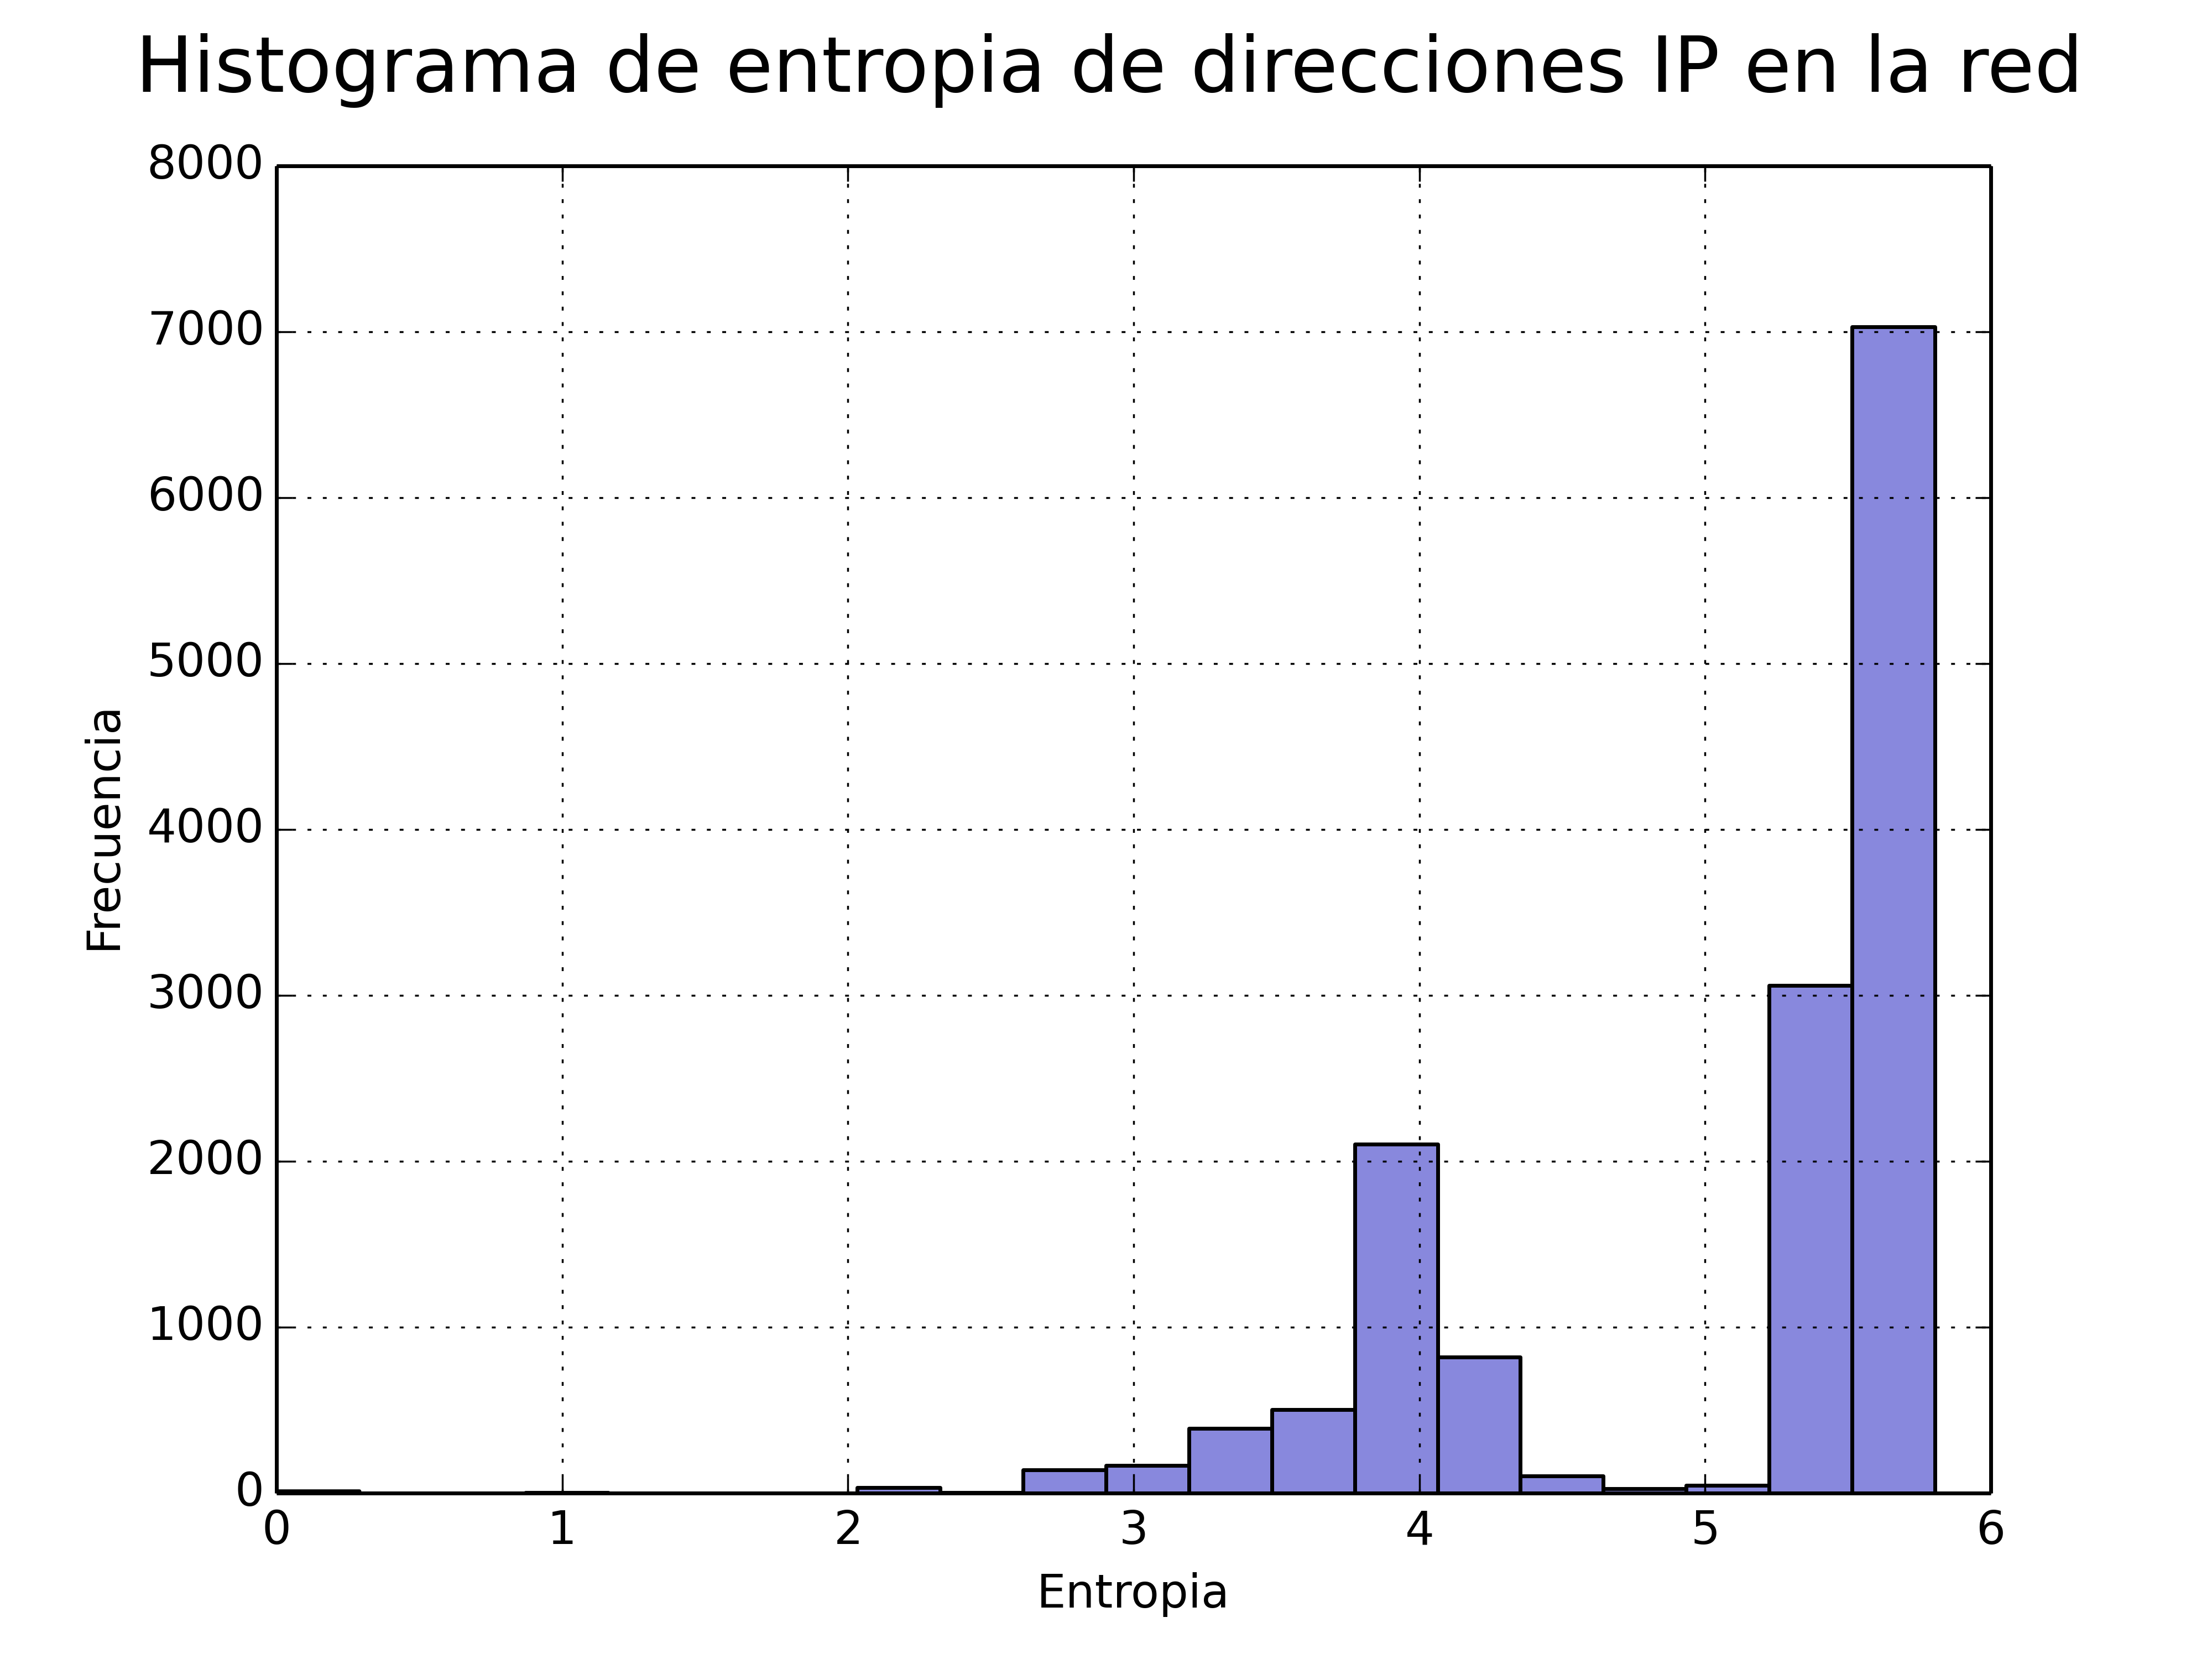 Histograma de entropia de direcciones IP en la red
8000
7000
6000
5000
4000
3000
2000
1000
0
Frecuencia
0 1 2 3 4 5 6
Entropia